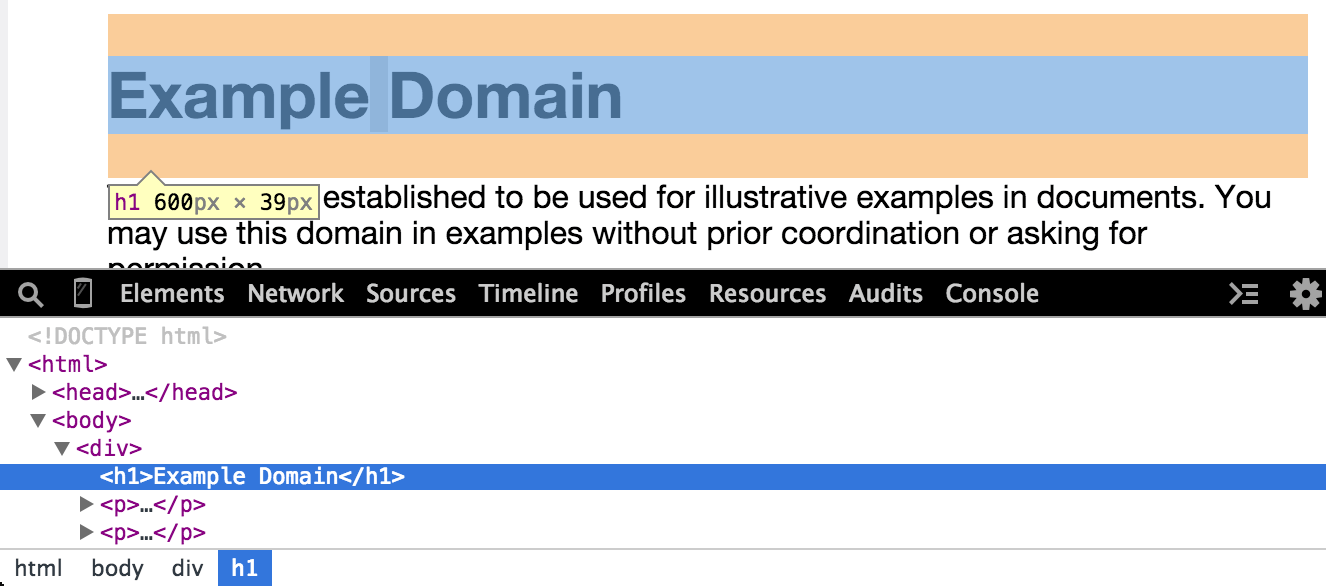 Example Domain
h1 600px × 39px
established to be used for illustrative examples in documents. You
may use this domain in examples without prior coordination or asking for
permission
Elements Network Sources Timeline Profiles Resources Audits Console
<!DOCTYPE html>
<html>
<head>…</head>
<body>
<div>
<h1>Example Domain</h1>
<p>…</p>
<p>…</p>
html body div h1